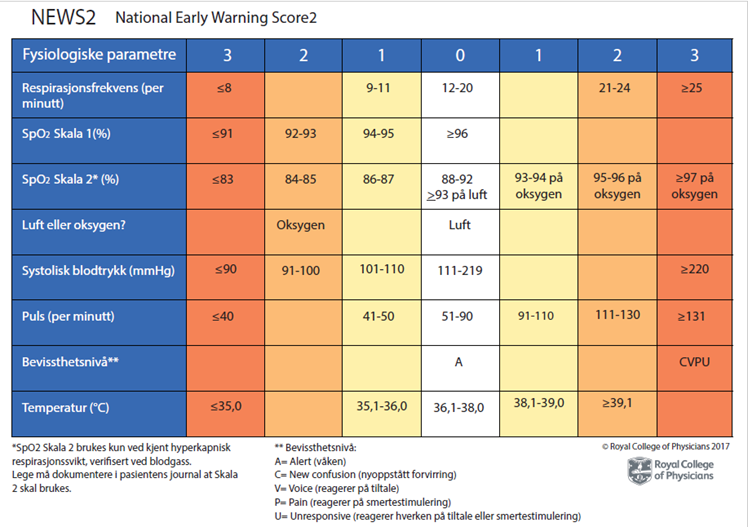 NEWS2 National Early Warning Score2
Fysiologiske parametre 3 2 1 0 1 2 3
Respirasjonsfrekvens (per minutt) ≤8 9-11 12-20 21-24 ≥25
SpO2 Skala 1(%) ≤91 92-93 94-95 ≥96
SpO2 Skala 2* (%) ≤83 84-85 86-87 88-92 ≥93 på luft 93-94 på oksygen 95-96 på oksygen ≥97 på oksygen
Luft eller oksygen? Oksygen Luft
Systolisk blodtrykk (mmHg) ≤90 91-100 101-110 111-219 ≥220
Puls (per minutt) ≤40 41-50 51-90 91-110 111-130 ≥131
Bevissthetsnivå** A CVPU
Temperatur (°C) ≤35,0 35,1-36,0 36,1-38,0 38,1-39,0 ≥39,1
*SpO2 Skala 2 brukes kun ved kjent hyperkapnisk
respirasjonssvikt, verifisert ved blodgass.
Lege må dokumentere i pasientens journal at Skala
2 skal brukes.
** Bevissthetsnivå:
A= Alert (våken)
C= New confusion (nyoppstått forvirring)
V= Voice (reagerer på tiltale)
P= Pain (reagerer på smertestimulering)
U= Unresponsive (reagerer hverken på tiltale eller smertestimulering)
© Royal College of Physicians 2017
Royal College
of Physicians